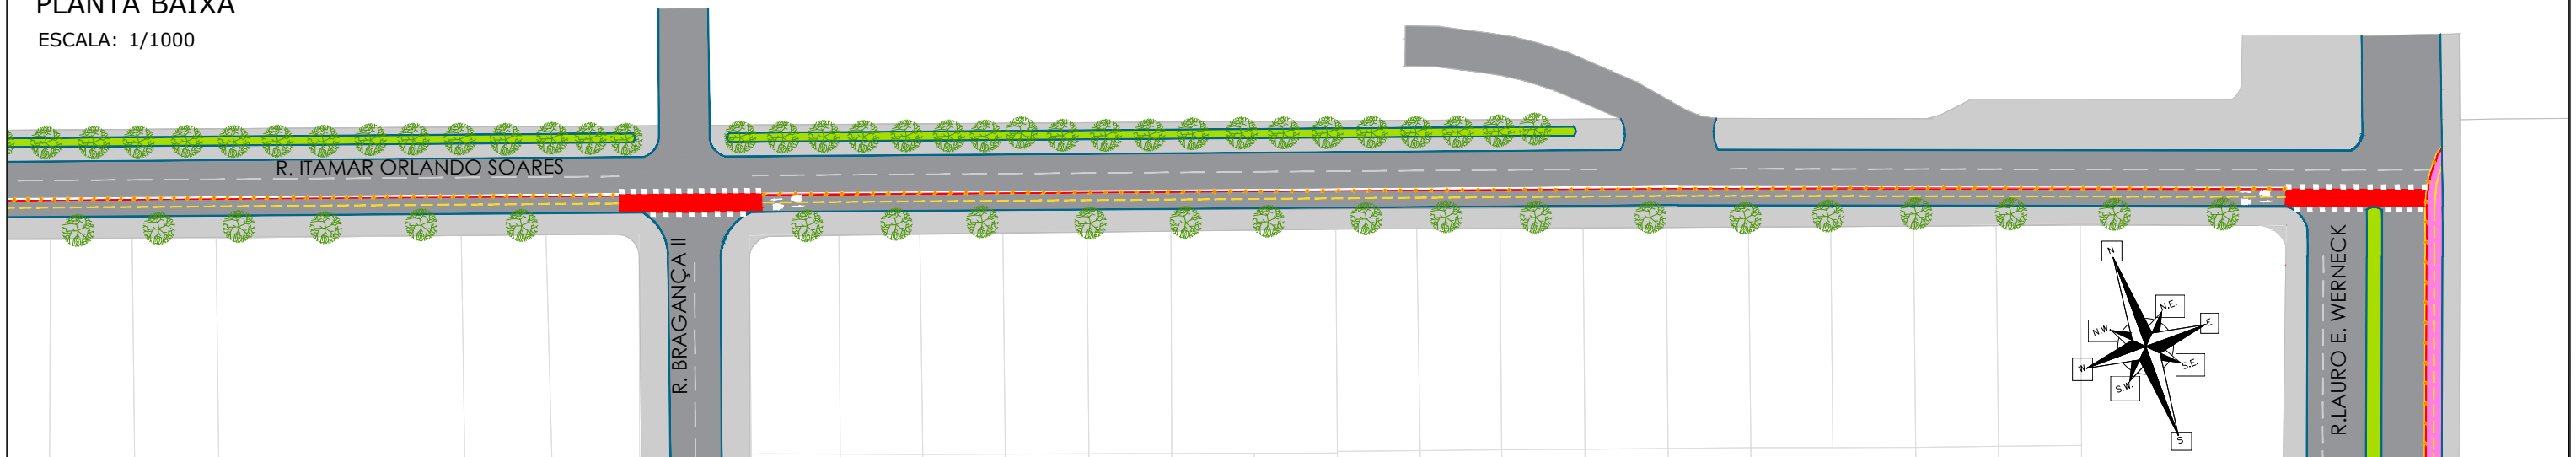 PLANTA BAIXA
ESCALA: 1/1000
R. ITAMAR ORLANDO SOARES
R. BRAGANÇA II
R.LAURO E. WERNECK
N
N.E.
E
N.W
S.E.
W
S.W.
S